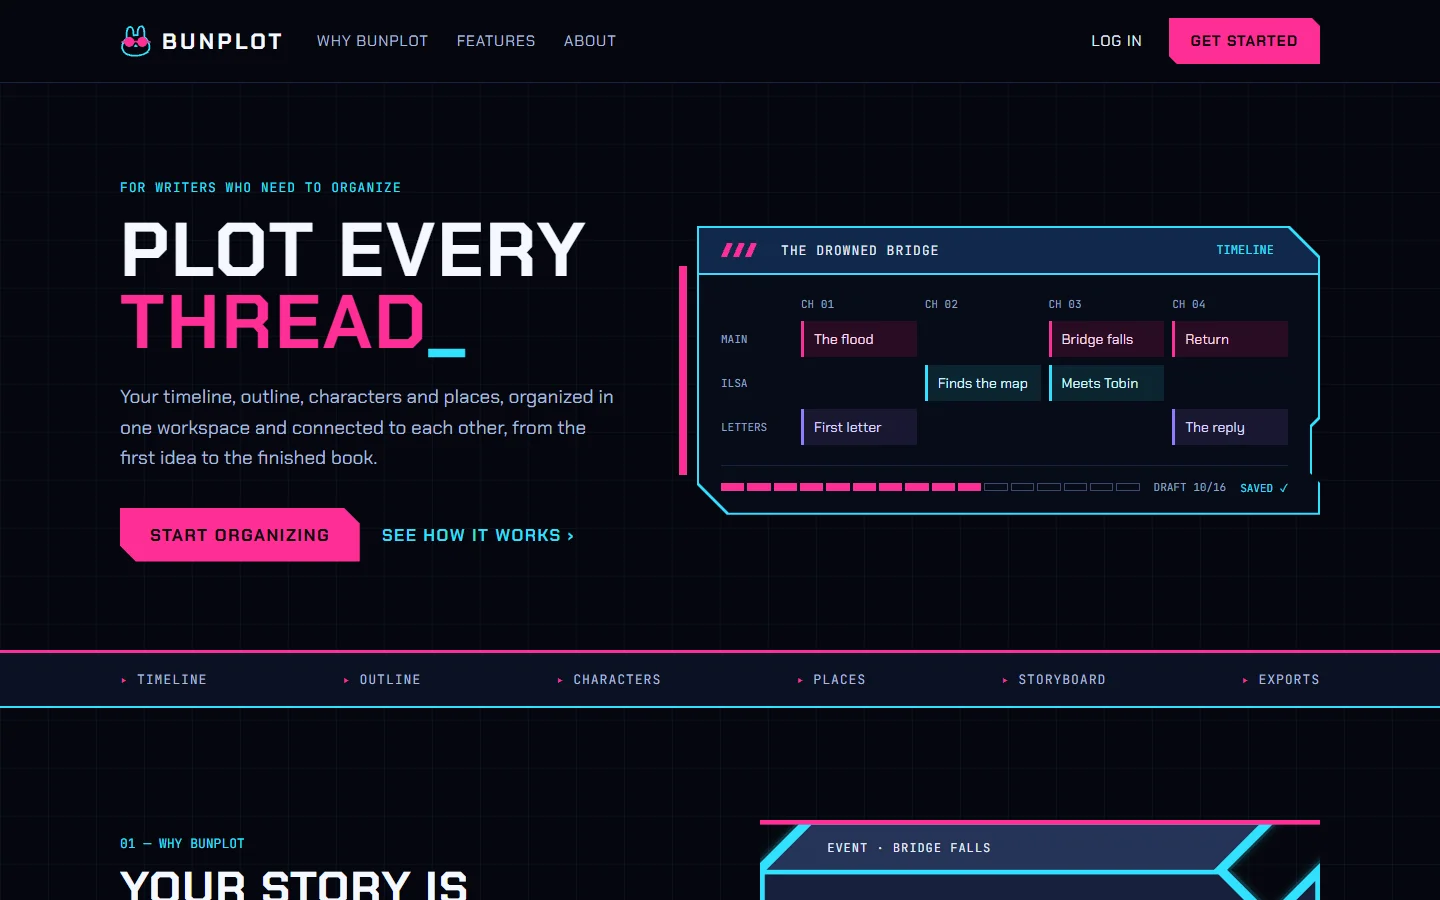 BUNPLOT WHY BUNPLOT FEATURES ABOUT LOG IN GET STARTED
FOR WRITERS WHO NEED TO ORGANIZE
PLOT EVERY
THREAD_
Your timeline, outline, characters and places, organized in
one workspace and connected to each other, from the
first idea to the finished book.
START ORGANIZING SEE HOW IT WORKS ›
THE DROWNED BRIDGE TIMELINE
CH 01 CH 02 CH 03 CH 04
MAIN The flood Bridge falls Return
ILSA Finds the map Meets Tobin
LETTERS First letter The reply
DRAFT 10/16 SAVED ✓
▸ TIMELINE ▸ OUTLINE ▸ CHARACTERS ▸ PLACES ▸ STORYBOARD ▸ EXPORTS
01 — WHY BUNPLOT
YOUR STORY IS
EVENT · BRIDGE FALLS